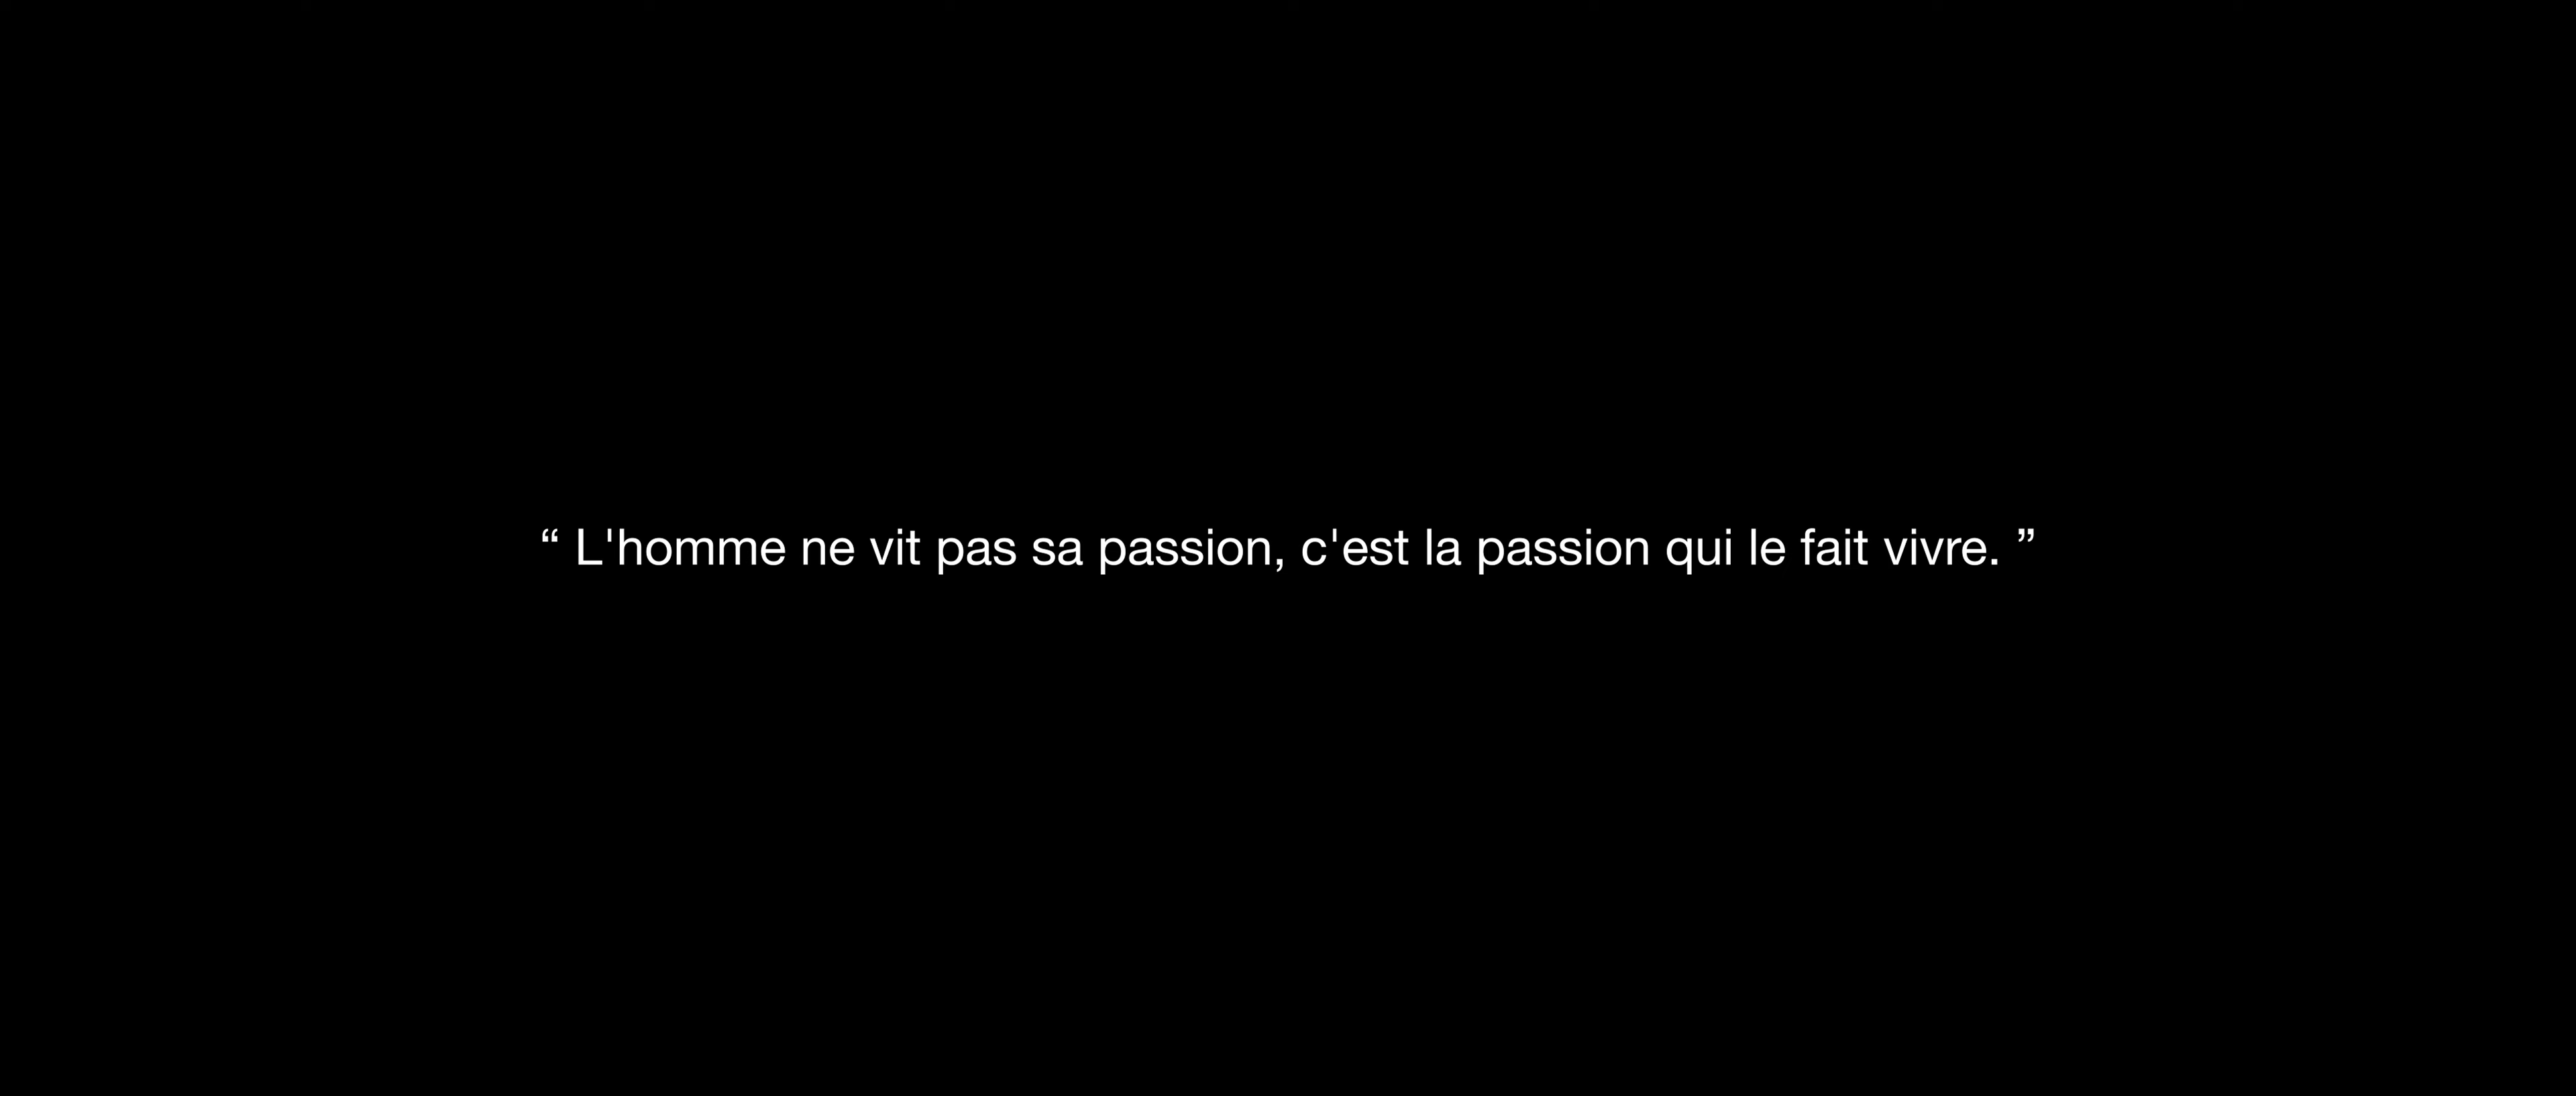 “ L'homme ne vit pas sa passion, c'est la passion qui le fait vivre. ”